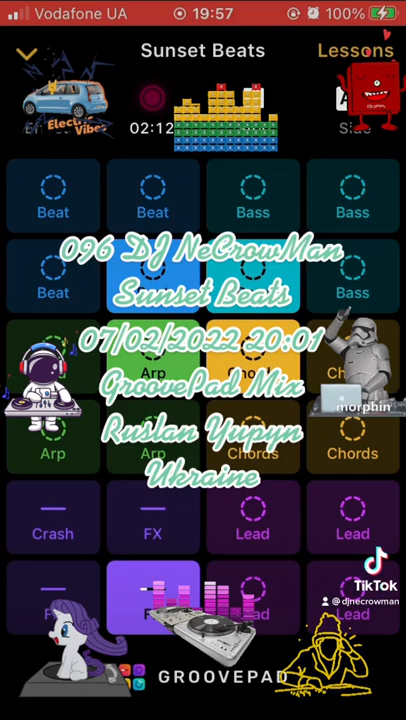 Vodafone UA 19:57 100%
Sunset Beats Lessons
Electric Vibes
02:12
Beat Beat Bass Bass
Beat Bass
096 DJ NeCrowMan
Sunset Beats
07/02/2022 20:01
Arp
GroovePad Mix
Ruslan Yupyn
Arp Arp Chords Chords
Ukraine
morphin
Crash FX Lead Lead
TikTok
@djnecrowman
GROOVEPAD